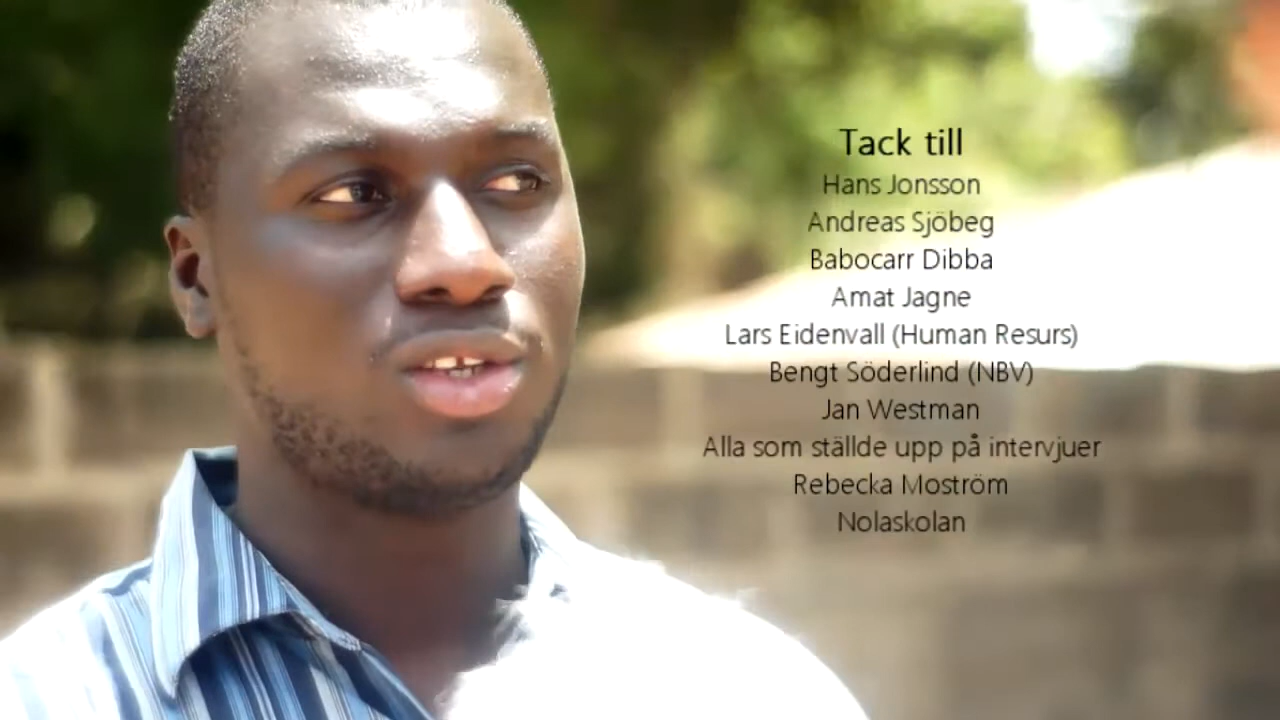 Tack till
Hans Jonsson
Andreas Sjöbeg
Babocarr Dibba
Amat Jagne
Lars Eidenvall (Human Resurs)
Bengt Söderlind (NBV)
Jan Westman
Alla som ställde upp på intervjuer
Rebecka Moström
Nolaskolan